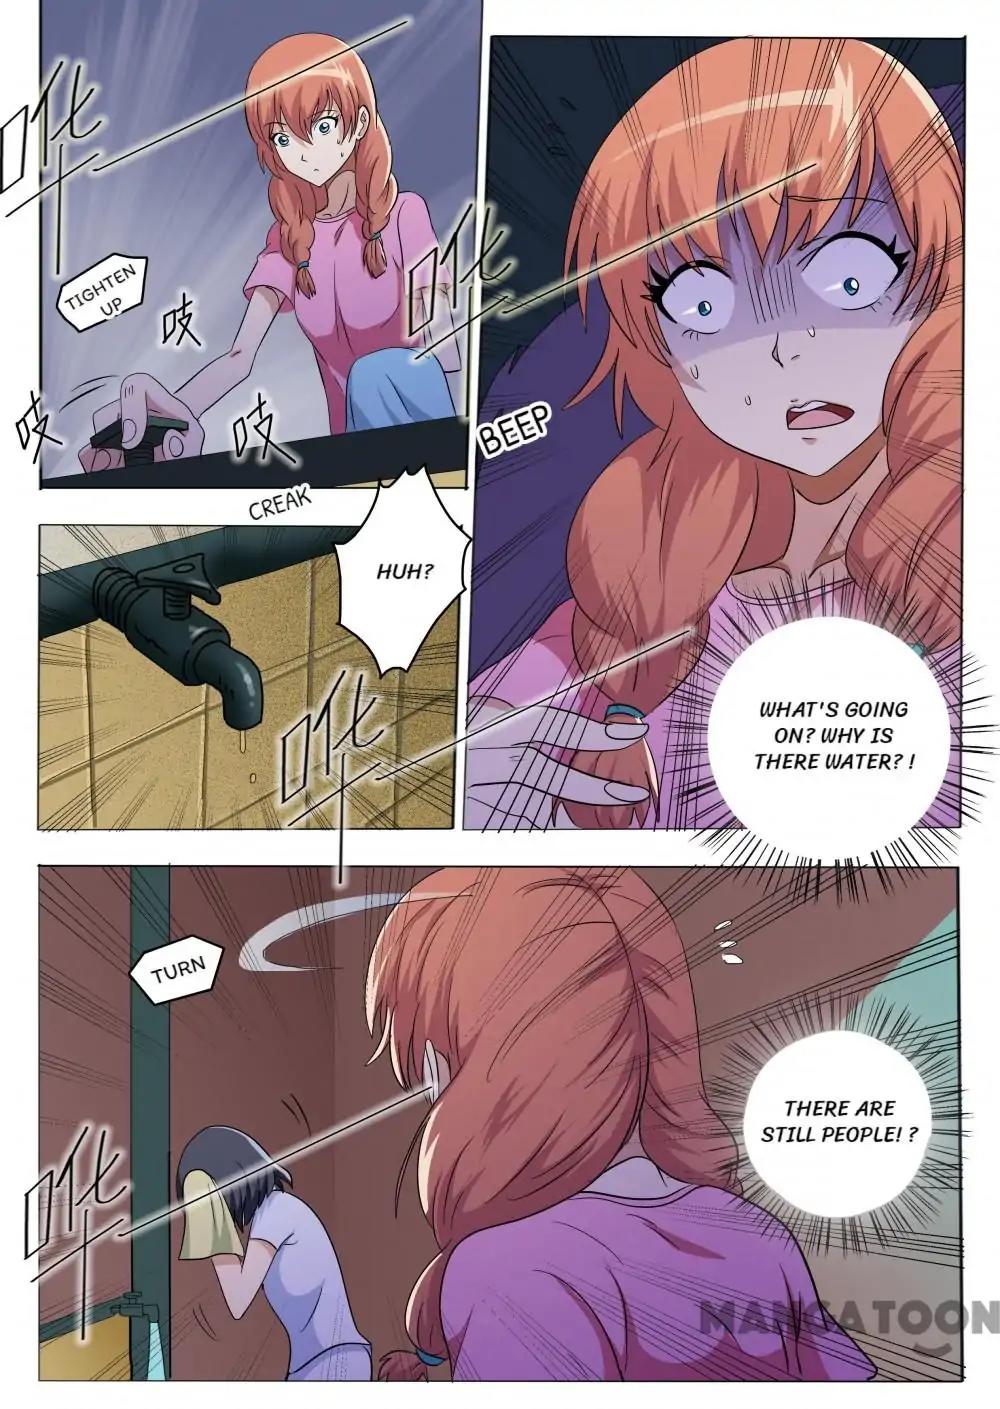 哗
TIGHTEN
UP
吱
吱
吱
CREAK
哗
BEEP
HUH?
哗
WHAT'S GOING
ON? WHY IS
THERE WATER? !
TURN
THERE ARE
STILL PEOPLE! ?
哗
MANGATOON